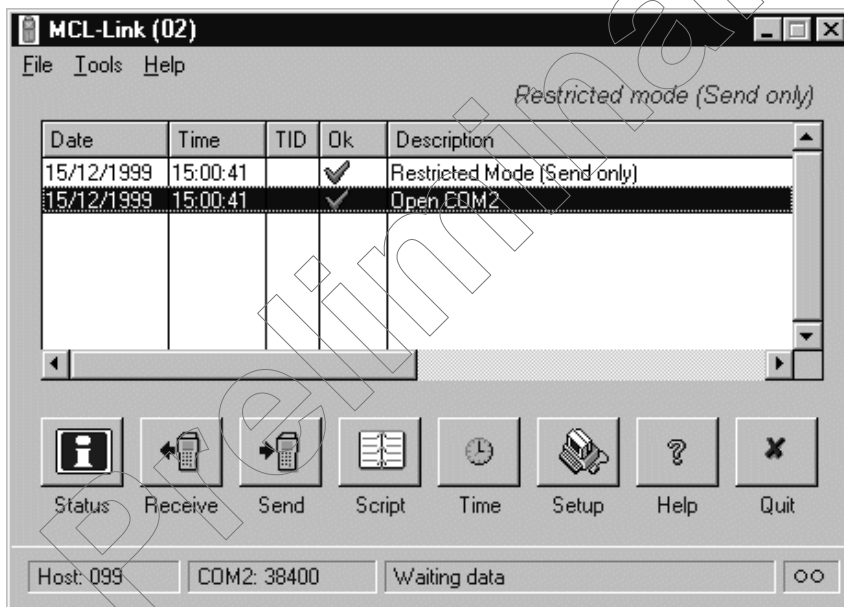 MCL-Link (02)
File Tools Help
Restricted mode (Send only)
Date Time TID Ok Description
15/12/1999 15:00:41 Restricted Mode (Send only)
15/12/1999 15:00:41 Open COM2
Status Receive Send Script Time Setup Help Quit
Host: 099 COM2: 38400 Waiting data
Preliminar